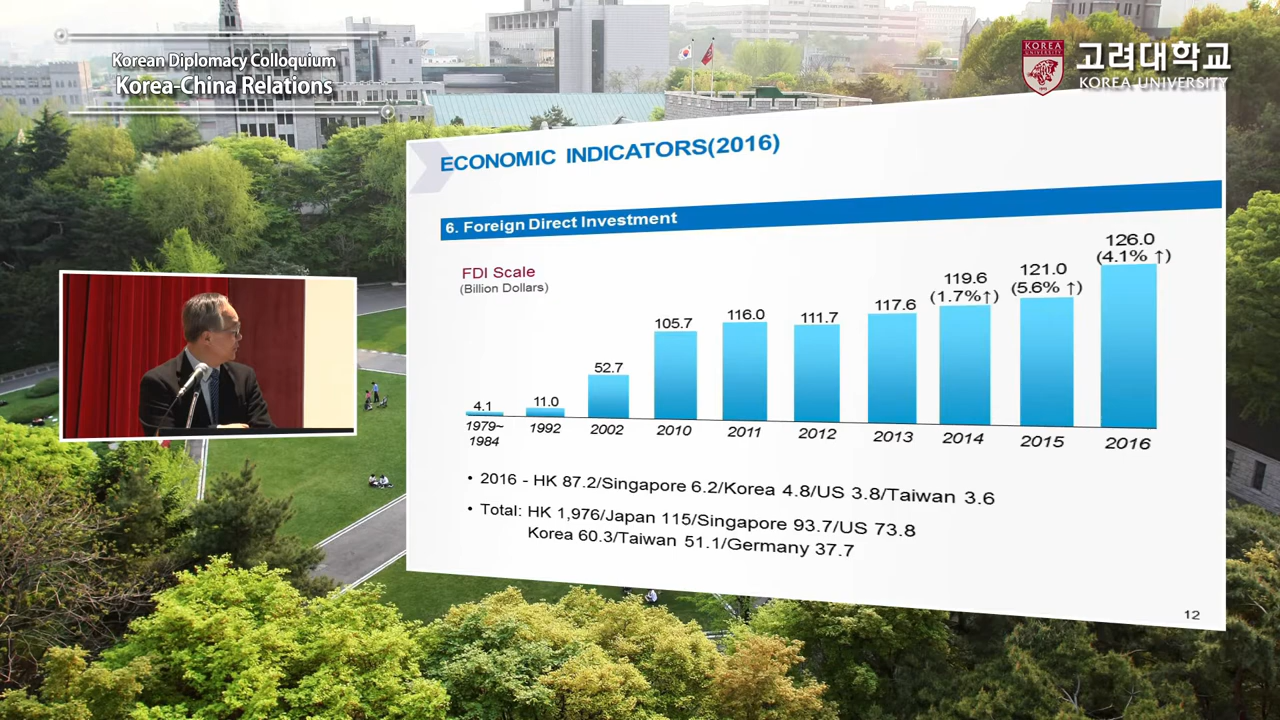 Korean Diplomacy Colloquium
Korea-China Relations
KOREA
UNIVERSITY
1905
고려대학교
KOREA UNIVERSITY
ECONOMIC INDICATORS(2016)
6. Foreign Direct Investment
FDI Scale
(Billion Dollars)
4.1
11.0
52.7
105.7
116.0
111.7
117.6
119.6
(1.7%↑)
121.0
(5.6% ↑)
126.0
(4.1% ↑)
1979~
1984
1992
2002
2010
2011
2012
2013
2014
2015
2016
• 2016 - HK 87.2/Singapore 6.2/Korea 4.8/US 3.8/Taiwan 3.6
• Total: HK 1,976/Japan 115/Singapore 93.7/US 73.8
Korea 60.3/Taiwan 51.1/Germany 37.7
12